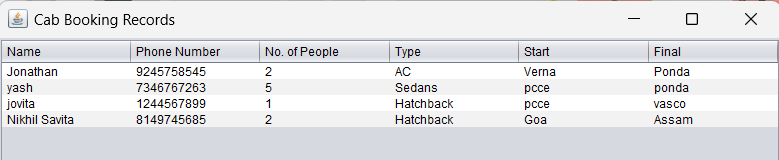 Cab Booking Records
Name Phone Number No. of People Type Start Final
Jonathan 9245758545 2 AC Verna Ponda
yash 7346767263 5 Sedans pcce ponda
jovita 1244567899 1 Hatchback pcce vasco
Nikhil Savita 8149745685 2 Hatchback Goa Assam